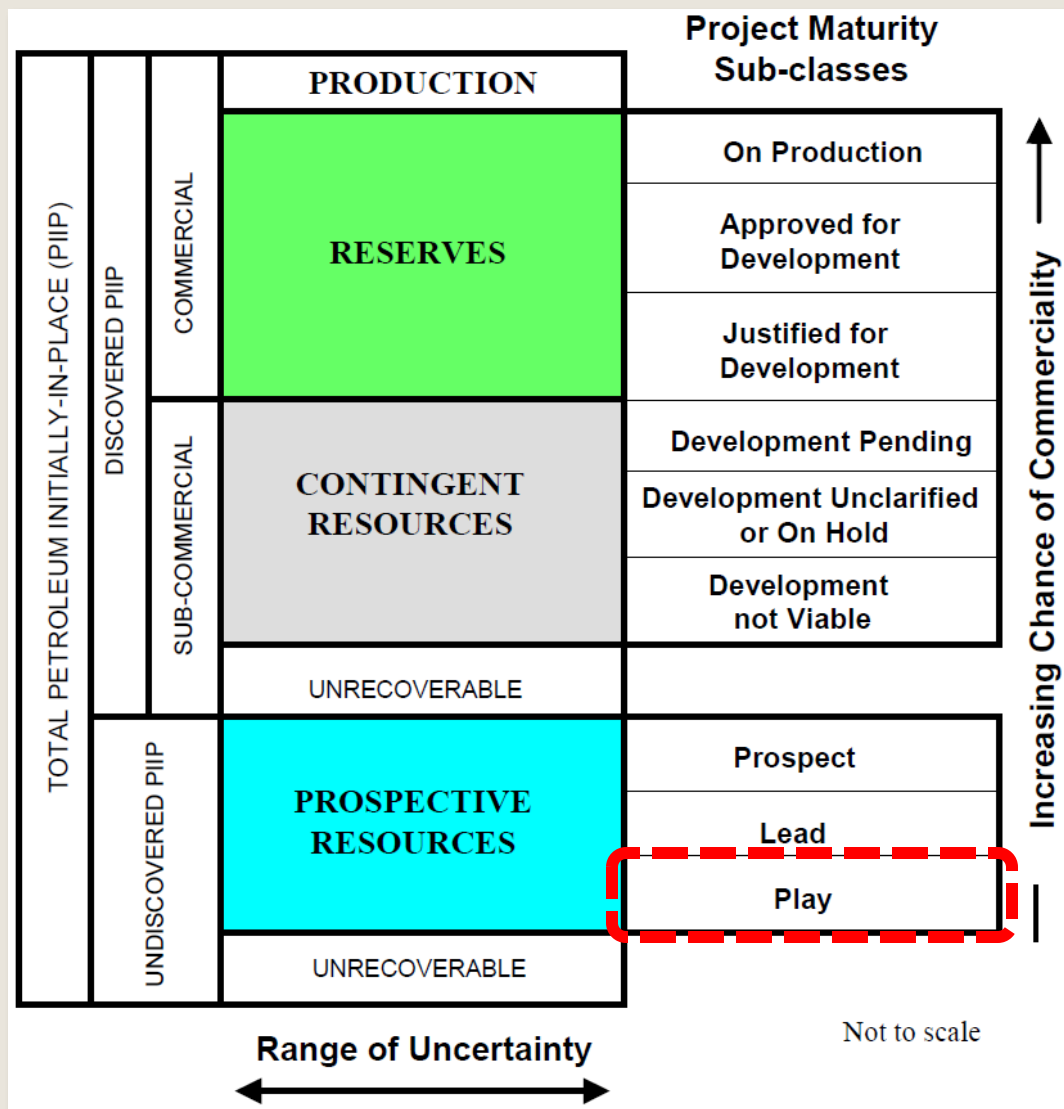 Project Maturity
Sub-classes
PRODUCTION
On Production
RESERVES
Approved for
Development
Justified for
Development
COMMERCIAL
DISCOVERED PIIP
TOTAL PETROLEUM INITIALLY-IN-PLACE (PIIP)
CONTINGENT
RESOURCES
Development Pending
Development Unclarified
or On Hold
Development
not Viable
SUB-COMMERCIAL
UNRECOVERABLE
PROSPECTIVE
RESOURCES
Prospect
Lead
Play
UNDISCOVERED PIIP
UNRECOVERABLE
Increasing Chance of Commerciality
Not to scale
Range of Uncertainty